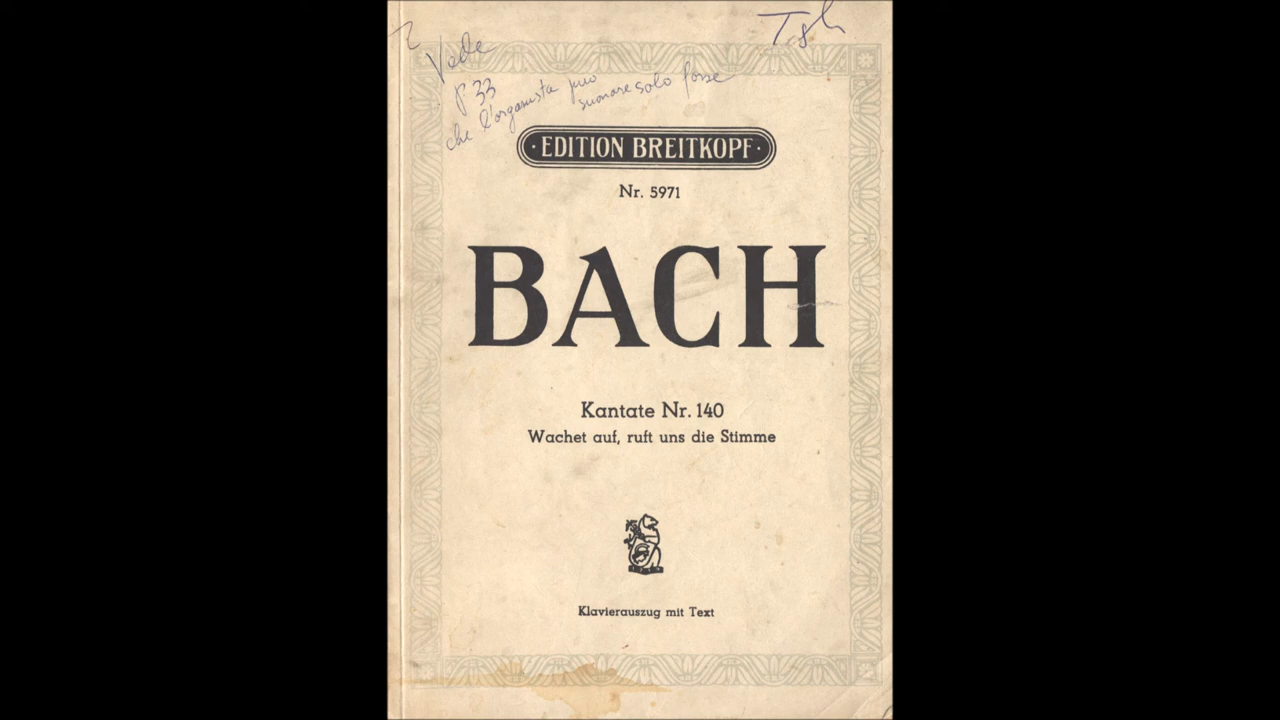 Vede
p 33
che l'organista può
suonare solo forse
· EDITION BREITKOPF ·
Nr. 5971
BACH
Kantate Nr. 140
Wachet auf, ruft uns die Stimme
Klavierauszug mit Text